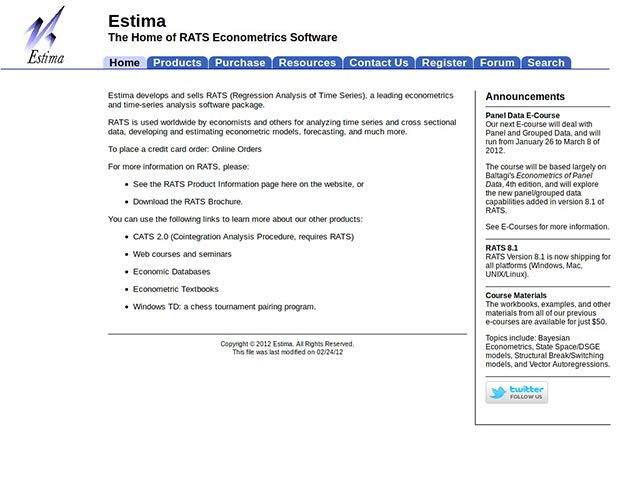 Estima
Estima
The Home of RATS Econometrics Software
Home
Products
Purchase
Resources
Contact Us
Register
Forum
Search
Estima develops and sells RATS (Regression Analysis of Time Series), a leading econometrics
and time-series analysis software package.
RATS is used worldwide by economists and others for analyzing time series and cross sectional
data, developing and estimating econometric models, forecasting, and much more.
To place a credit card order: Online Orders
For more information on RATS, please:
• See the RATS Product Information page here on the website, or
• Download the RATS Brochure.
You can use the following links to learn more about our other products:
• CATS 2.0 (Cointegration Analysis Procedure, requires RATS)
• Web courses and seminars
• Economic Databases
• Econometric Textbooks
• Windows TD: a chess tournament pairing program.
Copyright © 2012 Estima. All Rights Reserved.
This file was last modified on 02/24/12
Announcements
Panel Data E-Course
Our next E-course will deal with
Panel and Grouped Data, and will
run from January 26 to March 8 of
2012.
The course will be based largely on
Baltagi's Econometrics of Panel
Data, 4th edition, and will explore
the new panel/grouped data
capabilities added in version 8.1 of
RATS.
See E-Courses for more information.
RATS 8.1
RATS Version 8.1 is now shipping for
all platforms (Windows, Mac,
UNIX/Linux).
Course Materials
The workbooks, examples, and other
materials from all of our previous
e-courses are available for just $50.
Topics include: Bayesian
Econometrics, State Space/DSGE
models, Structural Break/Switching
models, and Vector Autoregressions.
twitter
FOLLOW US